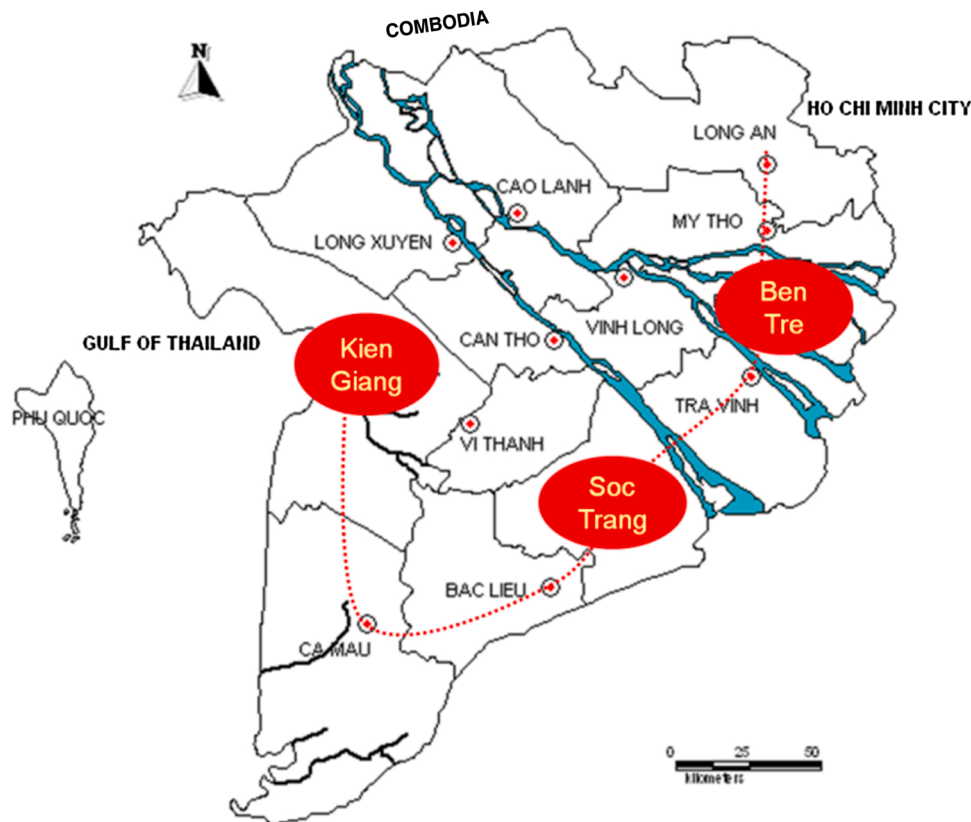 COMBODIA
N
HO CHI MINH CITY
LONG AN
CAO LANH
MY THO
LONG XUYEN
Ben
Tre
VINH LONG
GULF OF THAILAND
CAN THO
Kien
Giang
PHU QUOC
TRA VINH
VI THANH
Soc
Trang
BAC LIEU
CA MAU
0 25 50
kilometers